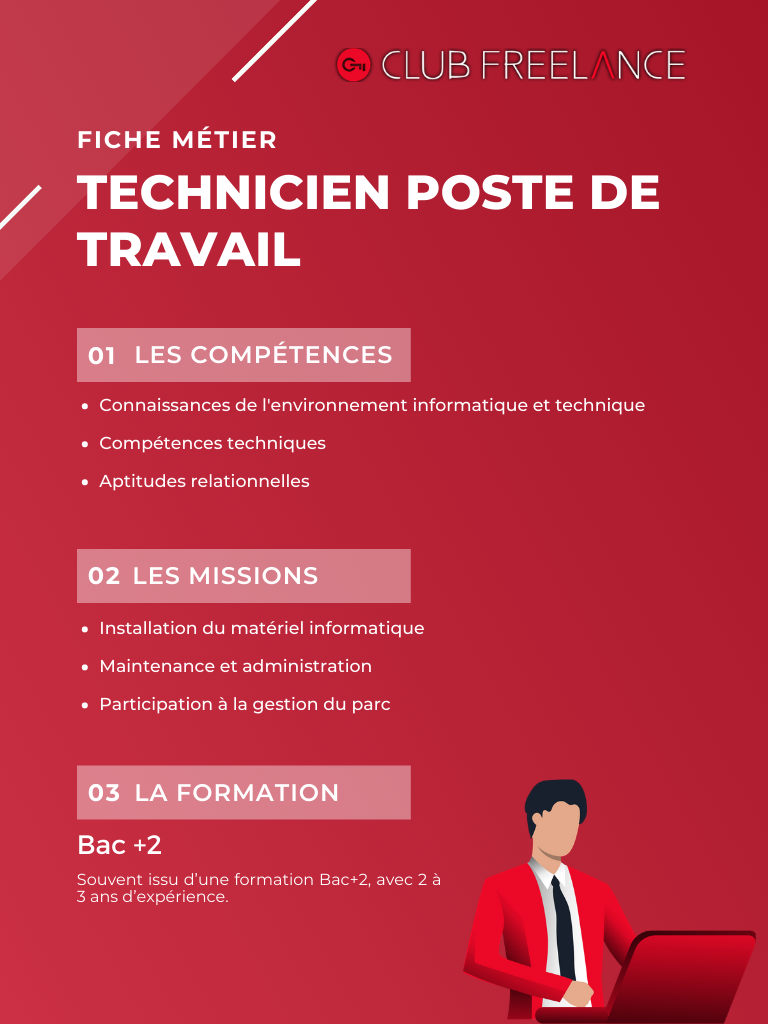 CLUB FREELANCE
FICHE MÉTIER
TECHNICIEN POSTE DE
TRAVAIL
01 LES COMPÉTENCES
• Connaissances de l'environnement informatique et technique
• Compétences techniques
• Aptitudes relationnelles
02 LES MISSIONS
• Installation du matériel informatique
• Maintenance et administration
• Participation à la gestion du parc
03 LA FORMATION
Bac +2
Souvent issu d’une formation Bac+2, avec 2 à
3 ans d’expérience.